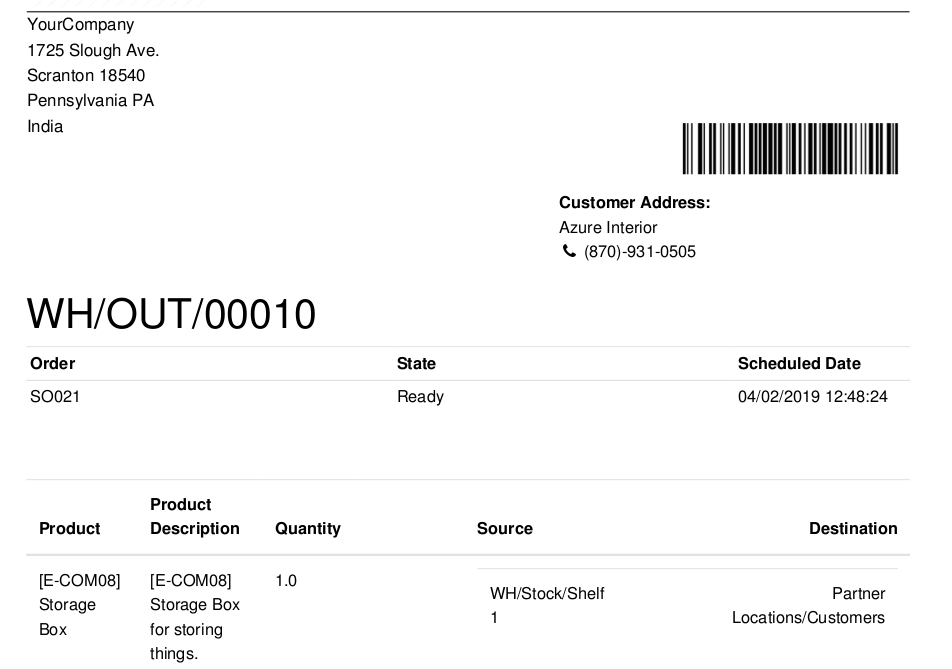 YourCompany
1725 Slough Ave.
Scranton 18540
Pennsylvania PA
India
Customer Address:
Azure Interior
(870)-931-0505
WH/OUT/00010
Order State Scheduled Date
SO021 Ready 04/02/2019 12:48:24
Product
Product Description Quantity Source Destination
[E-COM08] [E-COM08] 1.0
WH/Stock/Shelf Partner
Storage Storage Box
1 Locations/Customers
Box for storing
things.